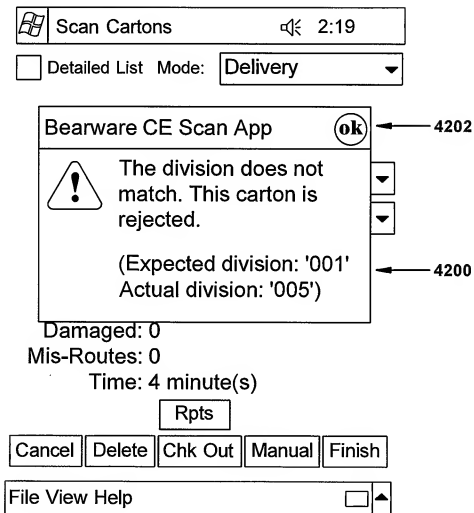 Scan Cartons 2:19
Detailed List Mode: Delivery
Bearware CE Scan App ok 4202
The division does not
match. This carton is
rejected.
(Expected division: '001' 4200
Actual division: '005')
Damaged: 0
Mis-Routes: 0
Time: 4 minute(s)
Rpts
Cancel Delete Chk Out Manual Finish
File View Help